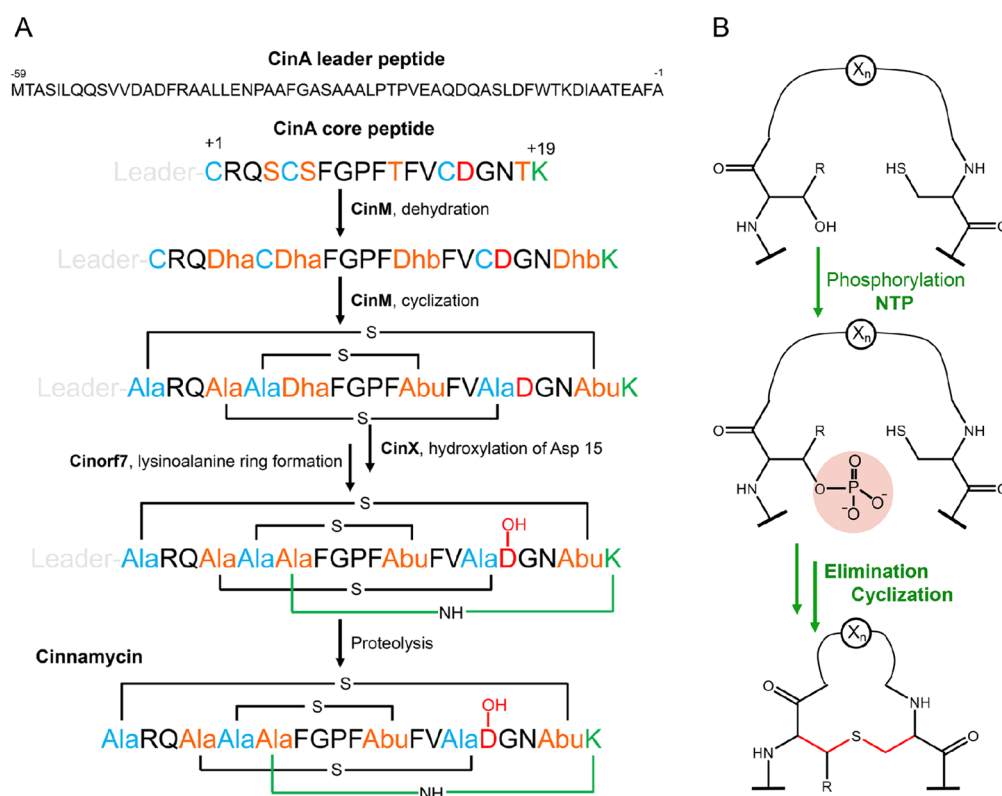 A
CinA leader peptide
-59 -1
MTASILQQSVVDADFRAALLENPAAFGASAAALPTPVEAQDQASLDFWTKDIAATEAFA
CinA core peptide
+1 +19
Leader-CRQSCSFGPFTFVCDGNTK
CinM, dehydration
Leader-CRQDhaCDhaFGPFDhbFVCDGNDhbK
CinM, cyclization
S
S
Leader-AlaRQAlaAlaDhaFGPFAbuFVAlaDGNAbuK
S
Cinorf7, lysinoalanine ring formation
CinX, hydroxylation of Asp 15
S
S
OH
Leader-AlaRQAlaAlaAlaFGPFAbuFVAlaDGNAbuK
S
NH
Proteolysis
Cinnamycin
S
S
OH
AlaRQAlaAlaAlaFGPFAbuFVAlaDGNAbuK
S
NH
B
Xn
O R HS NH
HN OH O
Phosphorylation
NTP
Xn
O R HS NH
HN O P O O- -O O
Elimination
Cyclization
Xn
O NH
HN S O
R